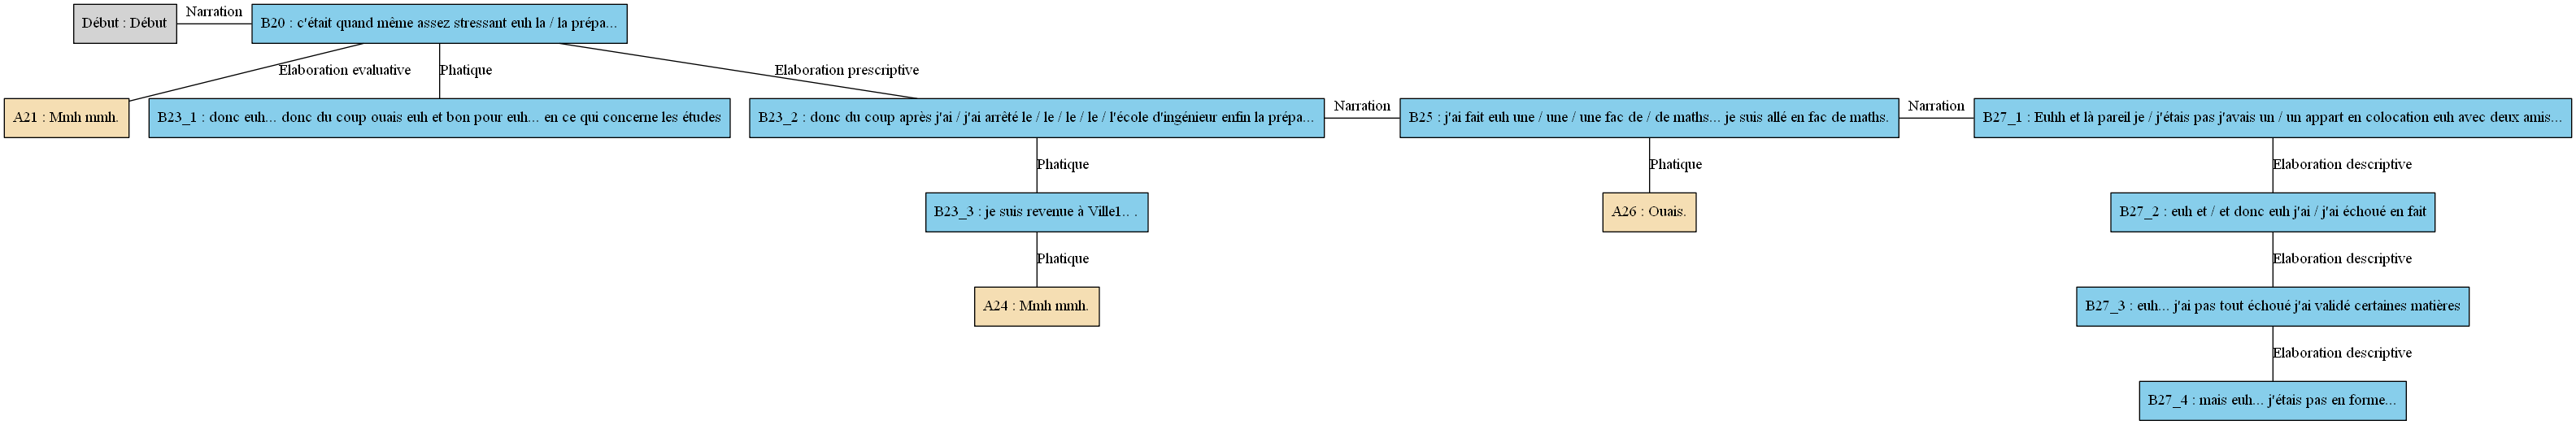 Début : Début
Narration
B20 : c'était quand même assez stressant euh la / la prépa...
Elaboration evaluative
Phatique
Elaboration prescriptive
A21 : Mmh mmh.
B23_1 : donc euh... donc du coup ouais euh et bon pour euh... en ce qui concerne les études
B23_2 : donc du coup après j'ai / j'ai arrêté le / le / le / le / l'école d'ingénieur enfin la prépa...
Narration
B25 : j'ai fait euh une / une / une fac de / de maths... je suis allé en fac de maths.
Narration
B27_1 : Euhh et là pareil je / j'étais pas j'avais un / un appart en colocation euh avec deux amis...
Phatique
Phatique
Elaboration descriptive
B23_3 : je suis revenue à Ville1.. .
A26 : Ouais.
B27_2 : euh et / et donc euh j'ai / j'ai échoué en fait
Phatique
Elaboration descriptive
A24 : Mmh mmh.
B27_3 : euh... j'ai pas tout échoué j'ai validé certaines matières
Elaboration descriptive
B27_4 : mais euh... j'étais pas en forme...